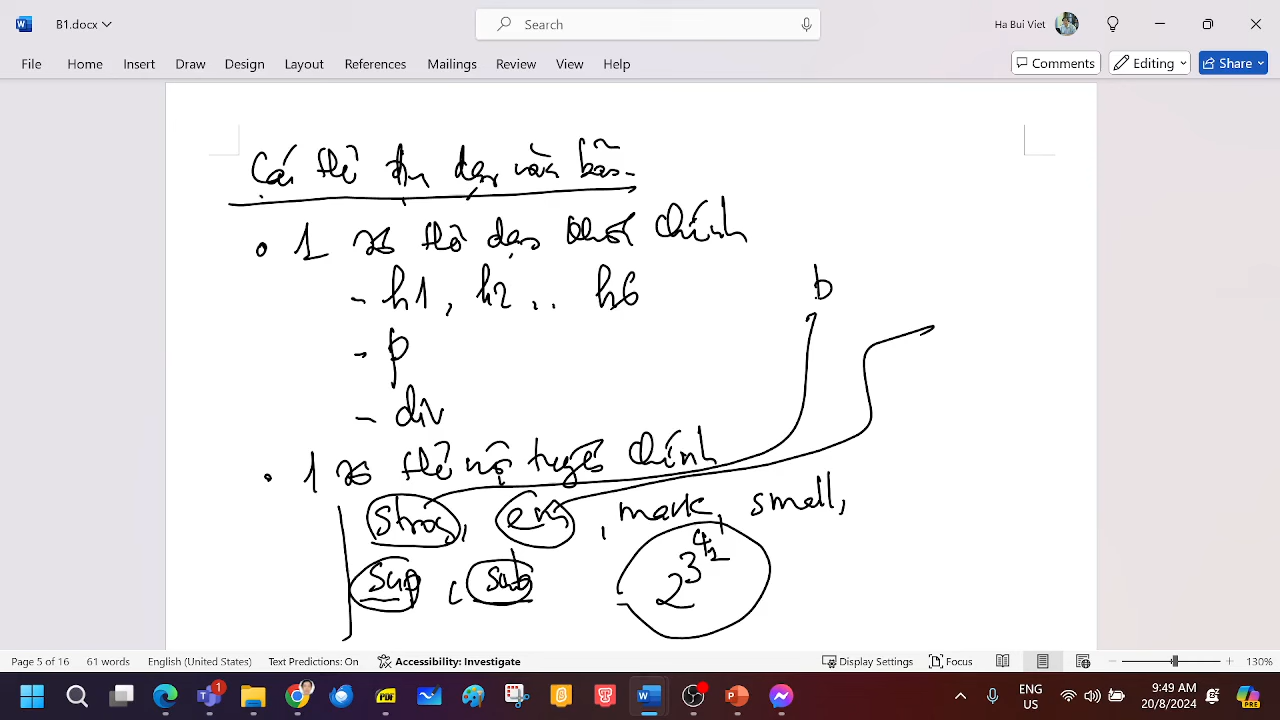 B1.docx
Search
Ha Bui Viet
File Home Insert Draw Design Layout References Mailings Review View Help
Comments Editing Share
Các thẻ định dạng văn bản
• 1 số thẻ dạng khối chính
- h1, h2 .. h6
b
- p
- div
• 1 số thẻ nội tuyến chính
strong, em, mark, small,
sup, sub 2 3 4 2
Page 5 of 16 61 words English (United States) Text Predictions: On Accessibility: Investigate Display Settings Focus 130%
1 PDF ENG US 9:49 AM 20/8/2024 PRE